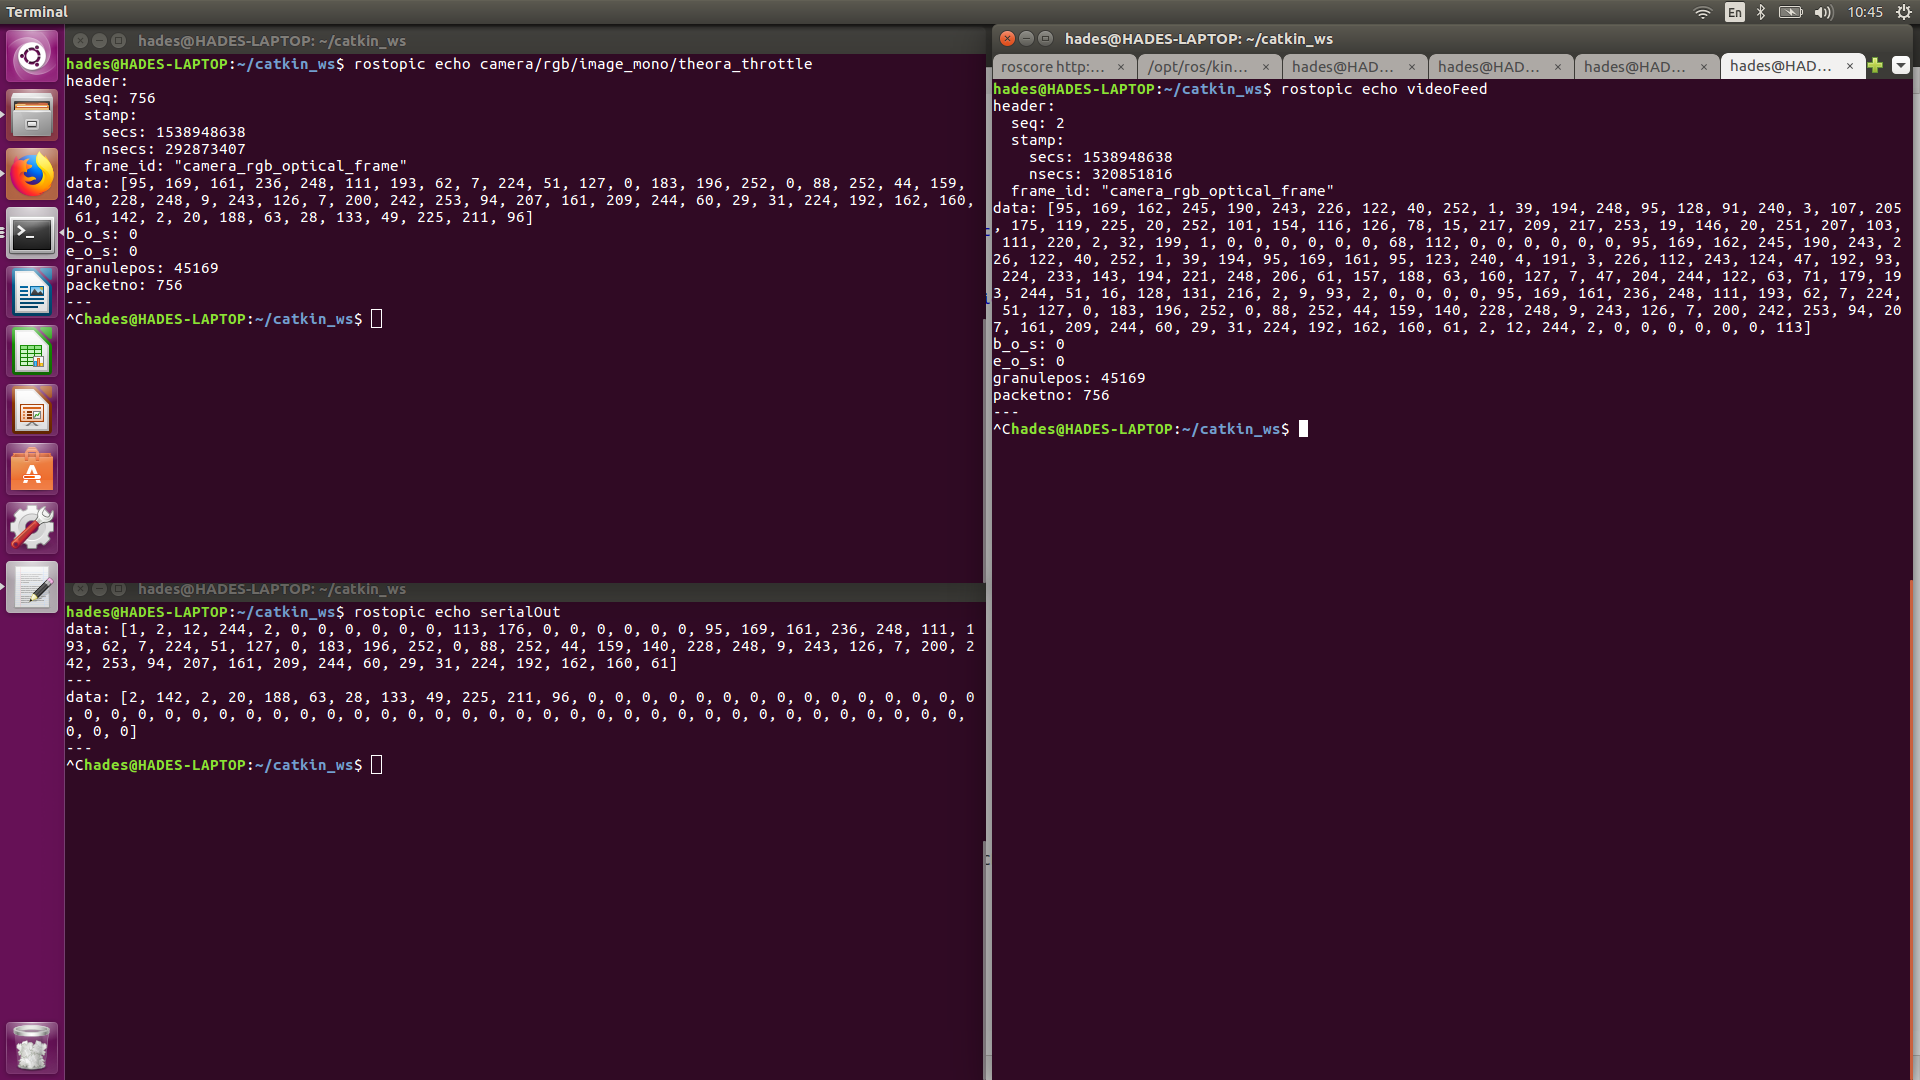 Terminal
En
10:45
hades@HADES-LAPTOP: ~/catkin_ws
hades@HADES-LAPTOP:~/catkin_ws$ rostopic echo camera/rgb/image_mono/theora_throttle
header:
  seq: 756
  stamp:
    secs: 1538948638
    nsecs: 292873407
  frame_id: "camera_rgb_optical_frame"
data: [95, 169, 161, 236, 248, 111, 193, 62, 7, 224, 51, 127, 0, 183, 196, 252, 0, 88, 252, 44, 159,
140, 228, 248, 9, 243, 126, 7, 200, 242, 253, 94, 207, 161, 209, 244, 60, 29, 31, 224, 192, 162, 160,
 61, 142, 2, 20, 188, 63, 28, 133, 49, 225, 211, 96]
b_o_s: 0
e_o_s: 0
granulepos: 45169
packetno: 756
---
^Chades@HADES-LAPTOP:~/catkin_ws$
hades@HADES-LAPTOP: ~/catkin_ws
hades@HADES-LAPTOP:~/catkin_ws$ rostopic echo serialOut
data: [1, 2, 12, 244, 2, 0, 0, 0, 0, 0, 0, 113, 176, 0, 0, 0, 0, 0, 0, 95, 169, 161, 236, 248, 111, 1
93, 62, 7, 224, 51, 127, 0, 183, 196, 252, 0, 88, 252, 44, 159, 140, 228, 248, 9, 243, 126, 7, 200, 2
42, 253, 94, 207, 161, 209, 244, 60, 29, 31, 224, 192, 162, 160, 61]
---
data: [2, 142, 2, 20, 188, 63, 28, 133, 49, 225, 211, 96, 0, 0, 0, 0, 0, 0, 0, 0, 0, 0, 0, 0, 0, 0, 0
, 0, 0, 0, 0, 0, 0, 0, 0, 0, 0, 0, 0, 0, 0, 0, 0, 0, 0, 0, 0, 0, 0, 0, 0, 0, 0, 0, 0, 0, 0, 0, 0, 0,
0, 0, 0]
---
^Chades@HADES-LAPTOP:~/catkin_ws$
hades@HADES-LAPTOP: ~/catkin_ws
roscore http:... × /opt/ros/kin... × hades@HAD... × hades@HAD... × hades@HAD... × hades@HAD... ×
hades@HADES-LAPTOP:~/catkin_ws$ rostopic echo videoFeed
header:
  seq: 2
  stamp:
    secs: 1538948638
    nsecs: 320851816
  frame_id: "camera_rgb_optical_frame"
data: [95, 169, 162, 245, 190, 243, 226, 122, 40, 252, 1, 39, 194, 248, 95, 128, 91, 240, 3, 107, 205
, 175, 119, 225, 20, 252, 101, 154, 116, 126, 78, 15, 217, 209, 217, 253, 19, 146, 20, 251, 207, 103,
 111, 220, 2, 32, 199, 1, 0, 0, 0, 0, 0, 0, 68, 112, 0, 0, 0, 0, 0, 0, 95, 169, 162, 245, 190, 243, 2
26, 122, 40, 252, 1, 39, 194, 95, 169, 161, 95, 123, 240, 4, 191, 3, 226, 112, 243, 124, 47, 192, 93,
 224, 233, 143, 194, 221, 248, 206, 61, 157, 188, 63, 160, 127, 7, 47, 204, 244, 122, 63, 71, 179, 19
3, 244, 51, 16, 128, 131, 216, 2, 9, 93, 2, 0, 0, 0, 0, 95, 169, 161, 236, 248, 111, 193, 62, 7, 224,
 51, 127, 0, 183, 196, 252, 0, 88, 252, 44, 159, 140, 228, 248, 9, 243, 126, 7, 200, 242, 253, 94, 20
7, 161, 209, 244, 60, 29, 31, 224, 192, 162, 160, 61, 2, 12, 244, 2, 0, 0, 0, 0, 0, 0, 113]
b_o_s: 0
e_o_s: 0
granulepos: 45169
packetno: 756
---
^Chades@HADES-LAPTOP:~/catkin_ws$